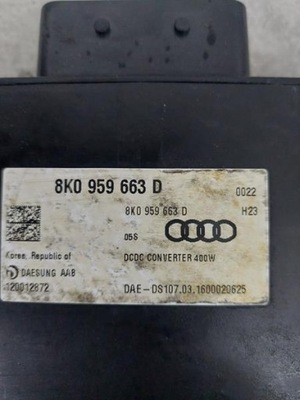 8K0 959 663 D
0022
8K0 959 663 D
H23
05S
Korea, Republic of
DCDC CONVERTER 400W
DAESUNG AAB
120012872
DAE-DS107.03.1600020625